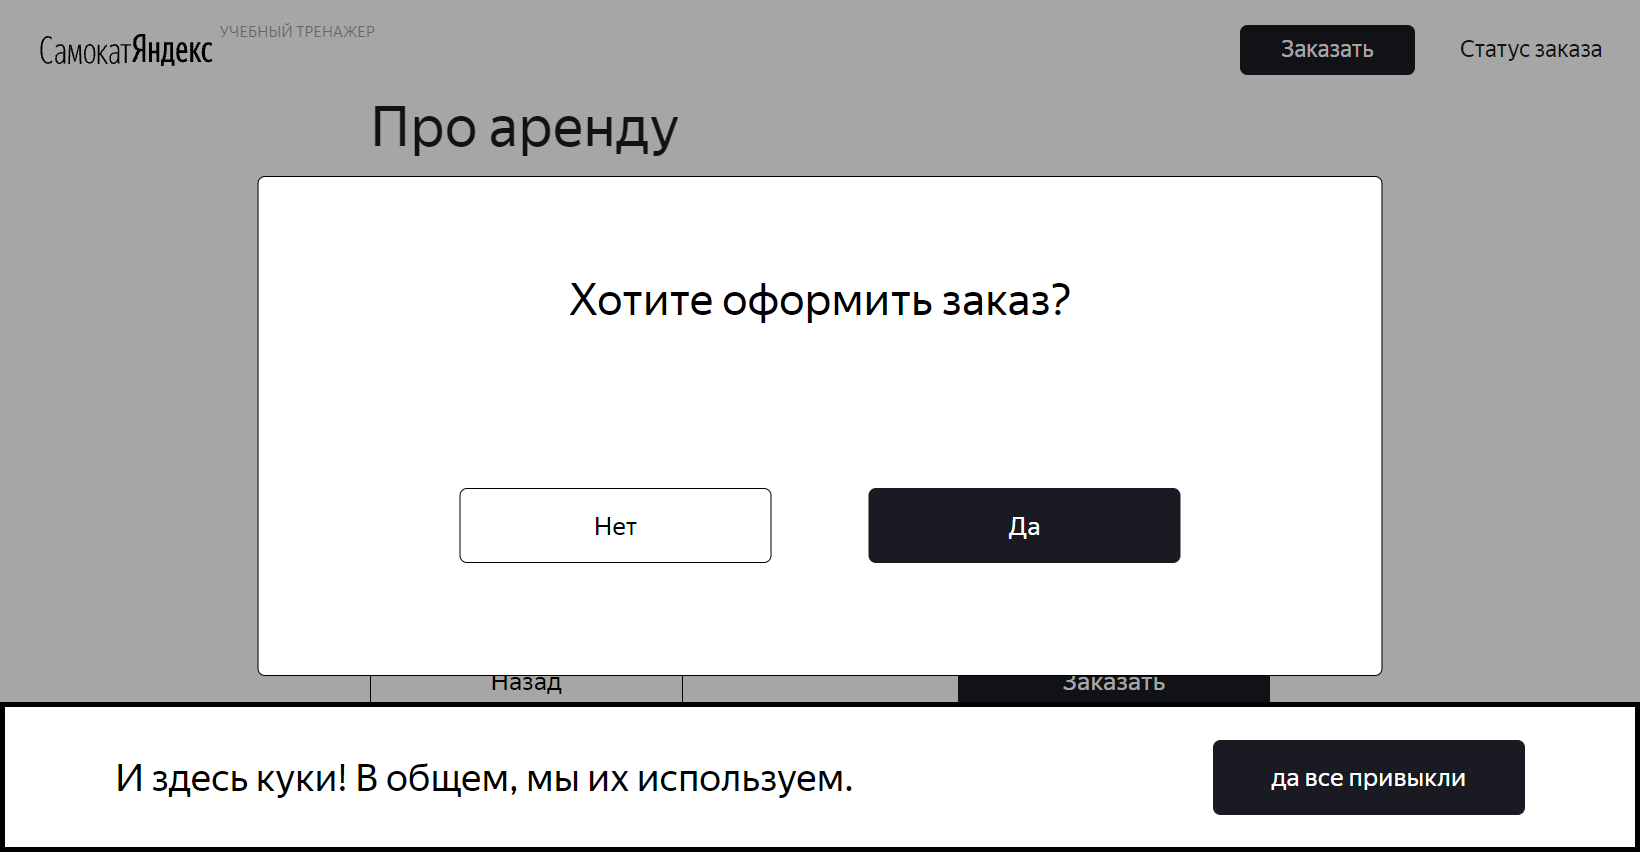 СамокатЯндекс
УЧЕБНЫЙ ТРЕНАЖЕР
Заказать
Статус заказа
Про аренду
Хотите оформить заказ?
Нет
Да
Назад
Заказать
И здесь куки! В общем, мы их используем.
да все привыкли